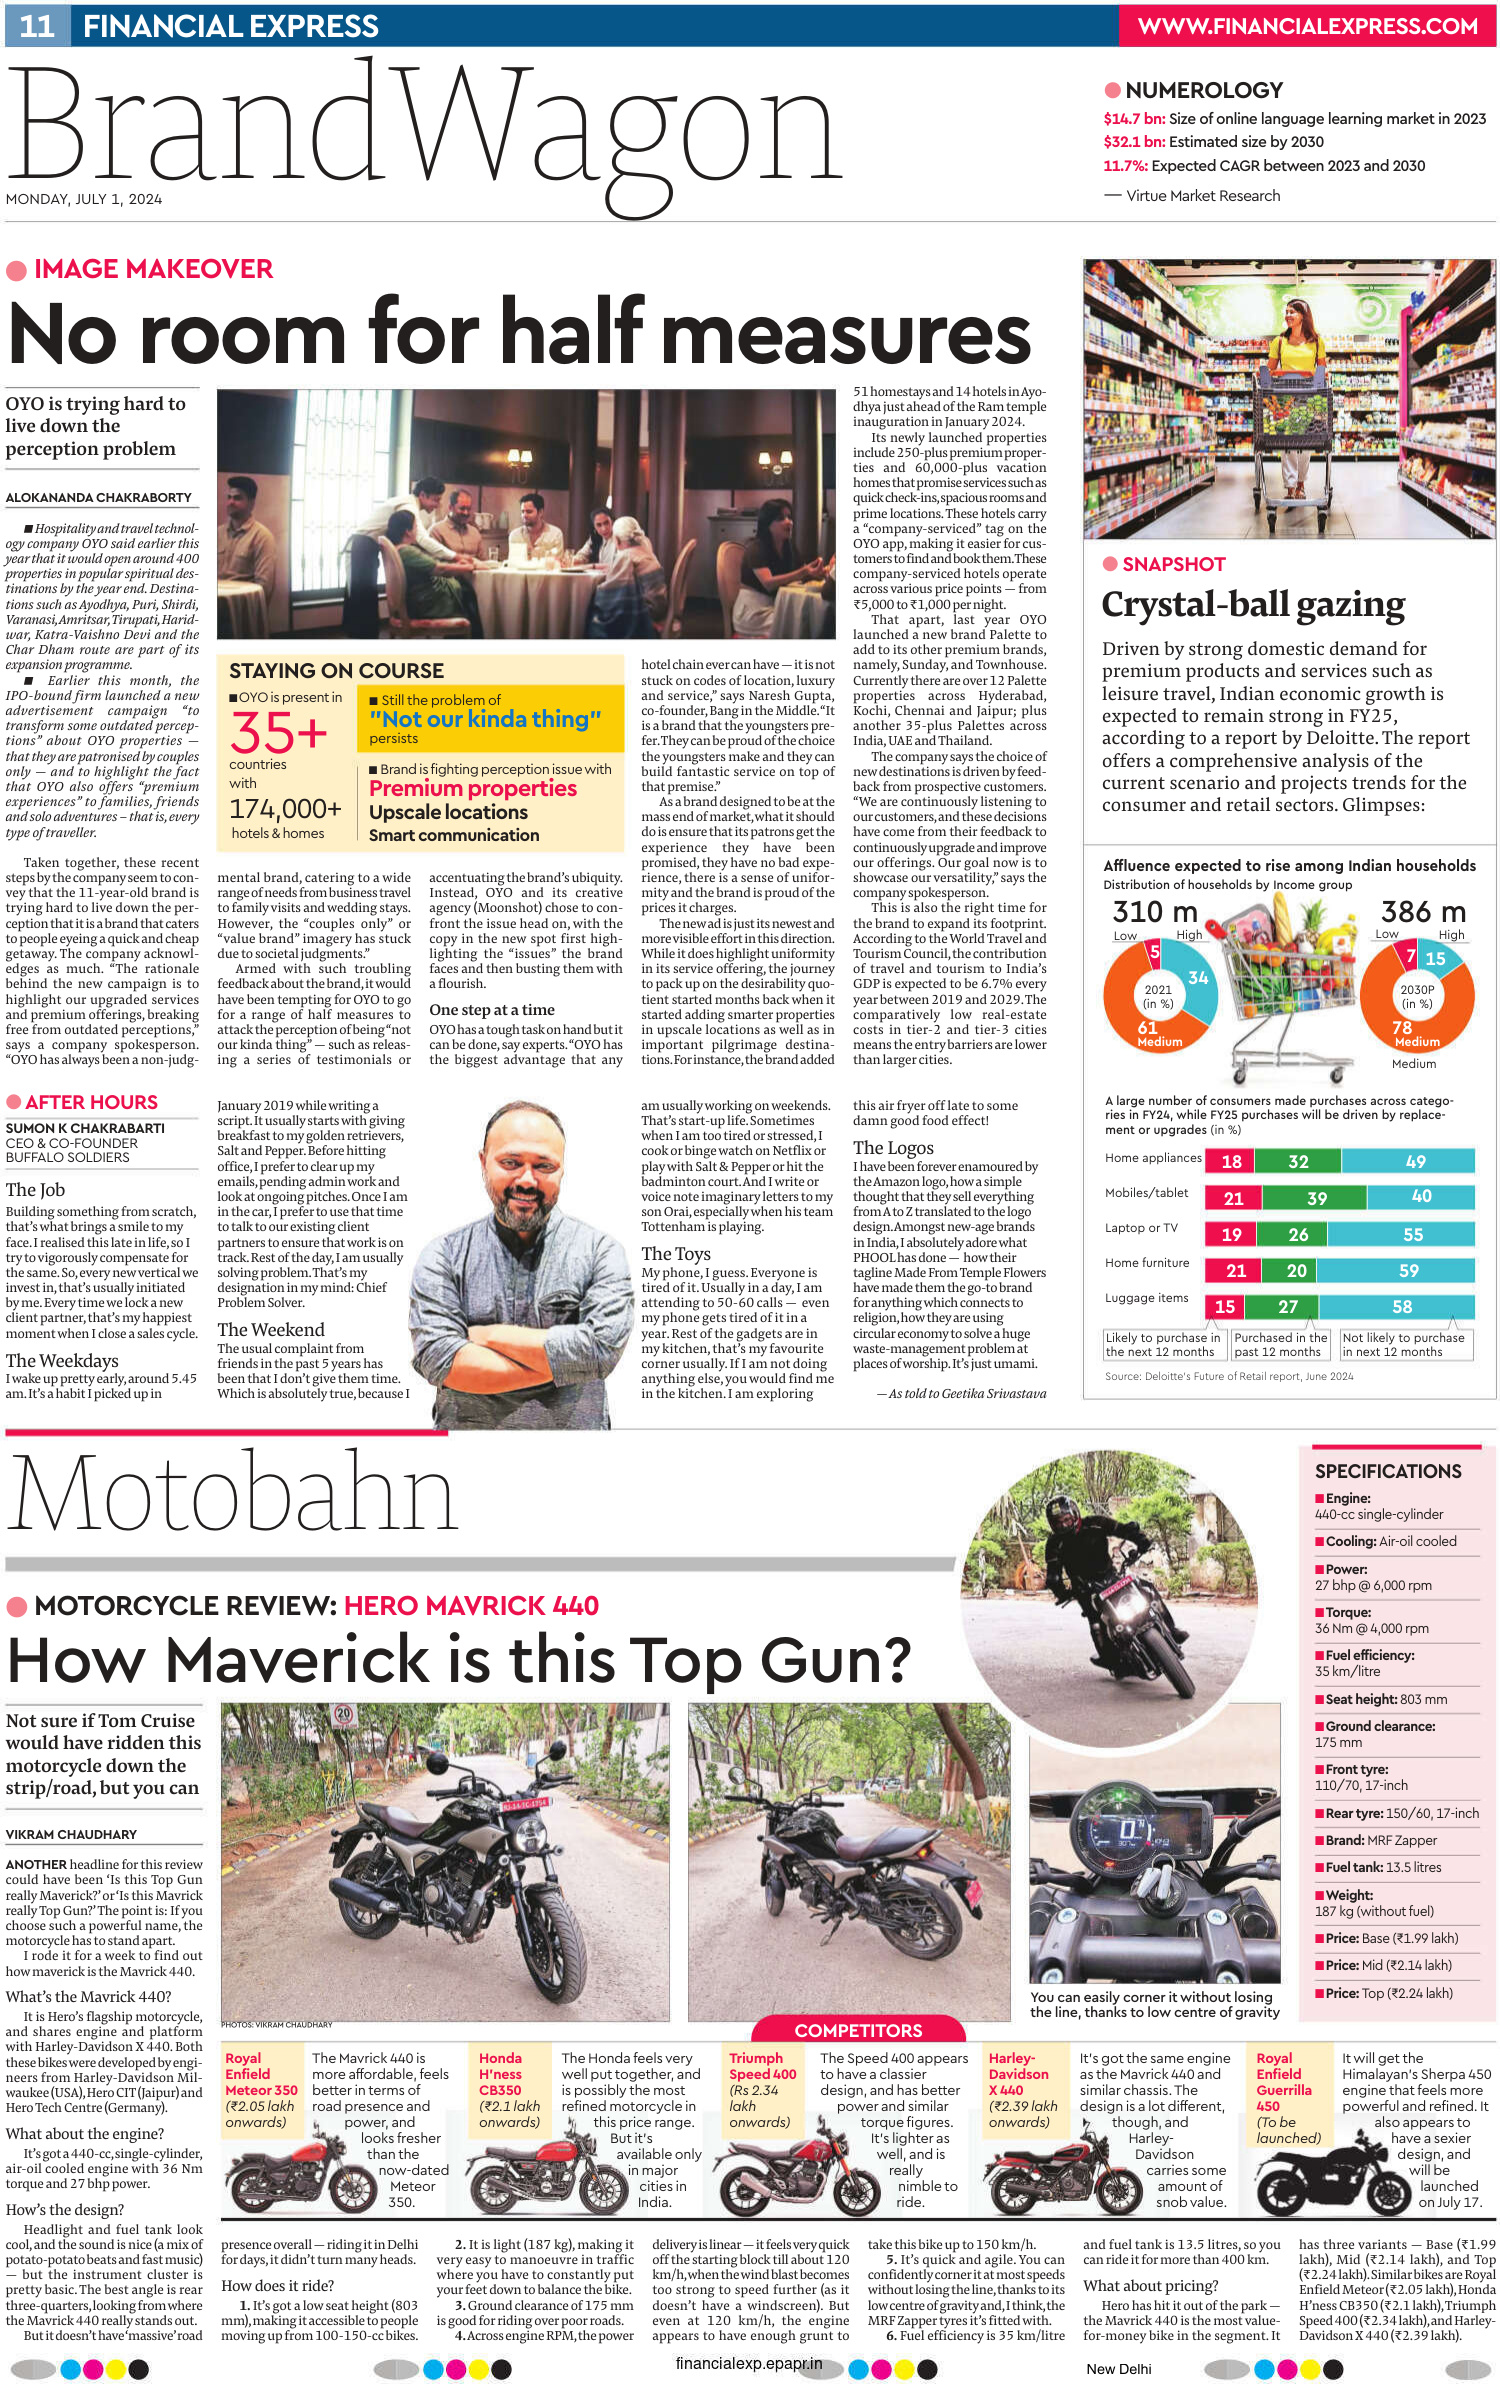 11 FINANCIAL EXPRESS
WWW.FINANCIALEXPRESS.COM
BrandWagon
MONDAY, JULY 1, 2024
NUMEROLOGY
$14.7 bn: Size of online language learning market in 2023
$32.1 bn: Estimated size by 2030
11.7%: Expected CAGR between 2023 and 2030
— Virtue Market Research
IMAGE MAKEOVER
No room for half measures
OYO is trying hard to
live down the
perception problem
ALOKANANDA CHAKRABORTY
■ Hospitality and travel technol-
ogy company OYO said earlier this
year that it would open around 400
properties in popular spiritual des-
tinations by the year end. Destina-
tions such as Ayodhya, Puri, Shirdi,
Varanasi, Amritsar, Tirupati, Harid-
war, Katra-Vaishno Devi and the
Char Dham route are part of its
expansion programme.
■ Earlier this month, the
IPO-bound firm launched a new
advertisement campaign “to
transform some outdated percep-
tions” about OYO properties —
that they are patronised by couples
only — and to highlight the fact
that OYO also offers “premium
experiences” to families, friends
and solo adventures – that is, every
type of traveller.
Taken together, these recent
steps by the company seem to con-
vey that the 11-year-old brand is
trying hard to live down the per-
ception that it is a brand that caters
to people eyeing a quick and cheap
getaway. The company acknowl-
edges as much. “The rationale
behind the new campaign is to
highlight our upgraded services
and premium offerings, breaking
free from outdated perceptions,”
says a company spokesperson.
“OYO has always been a non-judg-
STAYING ON COURSE
■ OYO is present in
35+
countries
with
174,000+
hotels & homes
■ Still the problem of
"Not our kinda thing"
persists
■ Brand is fighting perception issue with
Premium properties
Upscale locations
Smart communication
mental brand, catering to a wide
range of needs from business travel
to family visits and wedding stays.
However, the “couples only” or
“value brand” imagery has stuck
due to societal judgments.”
Armed with such troubling
feedback about the brand, it would
have been tempting for OYO to go
for a range of half measures to
attack the perception of being “not
our kinda thing” — such as releas-
ing a series of testimonials or
accentuating the brand’s ubiquity.
Instead, OYO and its creative
agency (Moonshot) chose to con-
front the issue head on, with the
copy in the new spot first high-
lighting the “issues” the brand
faces and then busting them with
a flourish.
One step at a time
OYO has a tough task on hand but it
can be done, say experts. “OYO has
the biggest advantage that any
hotel chain ever can have — it is not
stuck on codes of location, luxury
and service,” says Naresh Gupta,
co-founder, Bang in the Middle. “It
is a brand that the youngsters pre-
fer. They can be proud of the choice
the youngsters make and they can
build fantastic service on top of
that premise.”
As a brand designed to be at the
mass end of market, what it should
do is ensure that its patrons get the
experience they have been
promised, they have no bad expe-
rience, there is a sense of unifor-
mity and the brand is proud of the
prices it charges.
The new ad is just its newest and
more visible effort in this direction.
While it does highlight uniformity
in its service offering, the journey
to pack up on the desirability quo-
tient started months back when it
started adding smarter properties
in upscale locations as well as in
important pilgrimage destina-
tions. For instance, the brand added
51 homestays and 14 hotels in Ayo-
dhya just ahead of the Ram temple
inauguration in January 2024.
Its newly launched properties
include 250-plus premium proper-
ties and 60,000-plus vacation
homes that promise services such as
quick check-ins, spacious rooms and
prime locations. These hotels carry
a “company-serviced” tag on the
OYO app, making it easier for cus-
tomers to find and book them. These
company-serviced hotels operate
across various price points — from
₹5,000 to ₹1,000 per night.
That apart, last year OYO
launched a new brand Palette to
add to its other premium brands,
namely, Sunday, and Townhouse.
Currently there are over 12 Palette
properties across Hyderabad,
Kochi, Chennai and Jaipur; plus
another 35-plus Palettes across
India, UAE and Thailand.
The company says the choice of
new destinations is driven by feed-
back from prospective customers.
“We are continuously listening to
our customers, and these decisions
have come from their feedback to
continuously upgrade and improve
our offerings. Our goal now is to
showcase our versatility,” says the
company spokesperson.
This is also the right time for
the brand to expand its footprint.
According to the World Travel and
Tourism Council, the contribution
of travel and tourism to India’s
GDP is expected to be 6.7% every
year between 2019 and 2029. The
comparatively low real-estate
costs in tier-2 and tier-3 cities
means the entry barriers are lower
than larger cities.
SNAPSHOT
Crystal-ball gazing
Driven by strong domestic demand for
premium products and services such as
leisure travel, Indian economic growth is
expected to remain strong in FY25,
according to a report by Deloitte. The report
offers a comprehensive analysis of the
current scenario and projects trends for the
consumer and retail sectors. Glimpses:
Affluence expected to rise among Indian households
Distribution of households by Income group
310 m
Low
High
5
34
2021
(in %)
61
Medium
386 m
Low
High
7
15
2030P
(in %)
78
Medium
Medium
A large number of consumers made purchases across catego-
ries in FY24, while FY25 purchases will be driven by replace-
ment or upgrades (in %)
Home appliances 18 32 49
Mobiles/tablet 21 39 40
Laptop or TV 19 26 55
Home furniture 21 20 59
Luggage items 15 27 58
Likely to purchase in
the next 12 months
Purchased in the
past 12 months
Not likely to purchase
in next 12 months
Source: Deloitte's Future of Retail report, June 2024
AFTER HOURS
SUMON K CHAKRABARTI
CEO & CO-FOUNDER
BUFFALO SOLDIERS
The Job
Building something from scratch,
that’s what brings a smile to my
face. I realised this late in life, so I
try to vigorously compensate for
the same. So, every new vertical we
invest in, that’s usually initiated
by me. Every time we lock a new
client partner, that’s my happiest
moment when I close a sales cycle.
The Weekdays
I wake up pretty early, around 5.45
am. It’s a habit I picked up in
January 2019 while writing a
script. It usually starts with giving
breakfast to my golden retrievers,
Salt and Pepper. Before hitting
office, I prefer to clear up my
emails, pending admin work and
look at ongoing pitches. Once I am
in the car, I prefer to use that time
to talk to our existing client
partners to ensure that work is on
track. Rest of the day, I am usually
solving problem. That’s my
designation in my mind: Chief
Problem Solver.
The Weekend
The usual complaint from
friends in the past 5 years has
been that I don’t give them time.
Which is absolutely true, because I
am usually working on weekends.
That’s start-up life. Sometimes
when I am too tired or stressed, I
cook or binge watch on Netflix or
play with Salt & Pepper or hit the
badminton court. And I write or
voice note imaginary letters to my
son Orai, especially when his team
Tottenham is playing.
The Toys
My phone, I guess. Everyone is
tired of it. Usually in a day, I am
attending to 50-60 calls — even
my phone gets tired of it in a
year. Rest of the gadgets are in
my kitchen, that’s my favourite
corner usually. If I am not doing
anything else, you would find me
in the kitchen. I am exploring
this air fryer off late to some
damn good food effect!
The Logos
I have been forever enamoured by
the Amazon logo, how a simple
thought that they sell everything
from A to Z translated to the logo
design. Amongst new-age brands
in India, I absolutely adore what
PHOOL has done — how their
tagline Made From Temple Flowers
have made them the go-to brand
for anything which connects to
religion, how they are using
circular economy to solve a huge
waste-management problem at
places of worship. It’s just umami.
— As told to Geetika Srivastava
Motobahn
MOTORCYCLE REVIEW: HERO MAVRICK 440
How Maverick is this Top Gun?
Not sure if Tom Cruise
would have ridden this
motorcycle down the
strip/road, but you can
VIKRAM CHAUDHARY
ANOTHER headline for this review
could have been ‘Is this Top Gun
really Maverick?’ or ‘Is this Mavrick
really Top Gun?’ The point is: If you
choose such a powerful name, the
motorcycle has to stand apart.
I rode it for a week to find out
how maverick is the Mavrick 440.
What’s the Mavrick 440?
It is Hero’s flagship motorcycle,
and shares engine and platform
with Harley-Davidson X 440. Both
these bikes were developed by engi-
neers from Harley-Davidson Mil-
waukee (USA), Hero CIT (Jaipur) and
Hero Tech Centre (Germany).
What about the engine?
It’s got a 440-cc, single-cylinder,
air-oil cooled engine with 36 Nm
torque and 27 bhp power.
How’s the design?
Headlight and fuel tank look
cool, and the sound is nice (a mix of
potato-potato beats and fast music)
— but the instrument cluster is
pretty basic. The best angle is rear
three-quarters, looking from where
the Mavrick 440 really stands out.
But it doesn’t have ‘massive’ road
20
RJ-14-TC-1754
PHOTOS: VIKRAM CHAUDHARY
You can easily corner it without losing
the line, thanks to low centre of gravity
SPECIFICATIONS
■ Engine:
440-cc single-cylinder
■ Cooling: Air-oil cooled
■ Power:
27 bhp @ 6,000 rpm
■ Torque:
36 Nm @ 4,000 rpm
■ Fuel efficiency:
35 km/litre
■ Seat height: 803 mm
■ Ground clearance:
175 mm
■ Front tyre:
110/70, 17-inch
■ Rear tyre: 150/60, 17-inch
■ Brand: MRF Zapper
■ Fuel tank: 13.5 litres
■ Weight:
187 kg (without fuel)
■ Price: Base (₹1.99 lakh)
■ Price: Mid (₹2.14 lakh)
■ Price: Top (₹2.24 lakh)
COMPETITORS
Royal
Enfield
Meteor 350
(₹2.05 lakh
onwards)
The Mavrick 440 is
more affordable, feels
better in terms of
road presence and
power, and
looks fresher
than the
now-dated
Meteor
350.
Honda
H'ness
CB350
(₹2.1 lakh
onwards)
The Honda feels very
well put together, and
is possibly the most
refined motorcycle in
this price range.
But it's
available only
in major
cities in
India.
Triumph
Speed 400
(Rs 2.34
lakh
onwards)
The Speed 400 appears
to have a classier
design, and has better
power and similar
torque figures.
It's lighter as
well, and is
really
nimble to
ride.
Harley-
Davidson
X 440
(₹2.39 lakh
onwards)
It's got the same engine
as the Mavrick 440 and
similar chassis. The
design is a lot different,
though, and
Harley-
Davidson
carries some
amount of
snob value.
Royal
Enfield
Guerrilla
450
(To be
launched)
It will get the
Himalayan's Sherpa 450
engine that feels more
powerful and refined. It
also appears to
have a sexier
design, and
will be
launched
on July 17.
presence overall — riding it in Delhi
for days, it didn’t turn many heads.
How does it ride?
1. It’s got a low seat height (803
mm), making it accessible to people
moving up from 100-150-cc bikes.
2. It is light (187 kg), making it
very easy to manoeuvre in traffic
where you have to constantly put
your feet down to balance the bike.
3. Ground clearance of 175 mm
is good for riding over poor roads.
4. Across engine RPM, the power
delivery is linear — it feels very quick
off the starting block till about 120
km/h, when the wind blast becomes
too strong to speed further (as it
doesn’t have a windscreen). But
even at 120 km/h, the engine
appears to have enough grunt to
take this bike up to 150 km/h.
5. It’s quick and agile. You can
confidently corner it at most speeds
without losing the line, thanks to its
low centre of gravity and, I think, the
MRF Zapper tyres it’s fitted with.
6. Fuel efficiency is 35 km/litre
and fuel tank is 13.5 litres, so you
can ride it for more than 400 km.
What about pricing?
Hero has hit it out of the park —
the Mavrick 440 is the most value-
for-money bike in the segment. It
has three variants — Base (₹1.99
lakh), Mid (₹2.14 lakh), and Top
(₹2.24 lakh). Similar bikes are Royal
Enfield Meteor (₹2.05 lakh), Honda
H’ness CB350 (₹2.1 lakh), Triumph
Speed 400 (₹2.34 lakh), and Harley-
Davidson X 440 (₹2.39 lakh).
financialexp.epapr.in
New Delhi